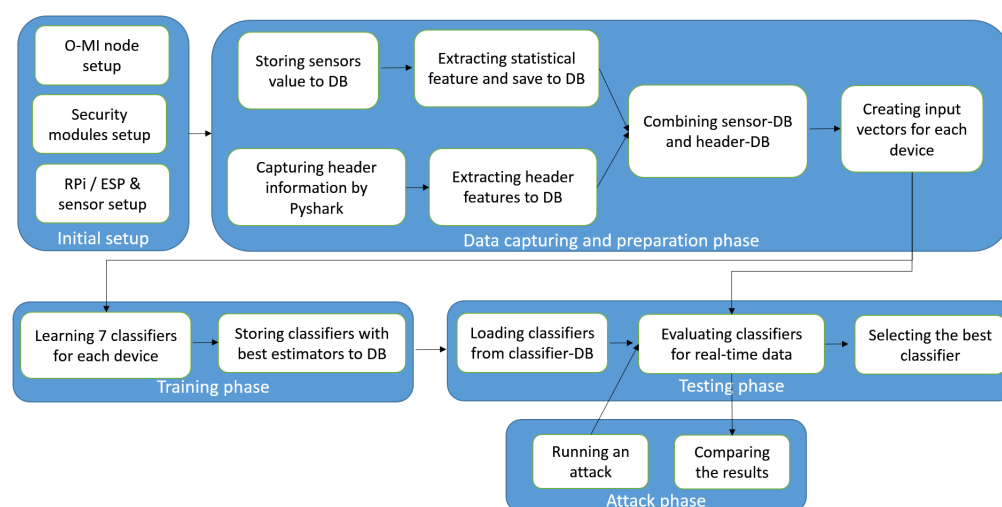 O-MI node
setup
Security
modules setup
RPi / ESP &
sensor setup
Initial setup
Storing sensors
value to DB
Extracting statistical
feature and save to DB
Capturing header
information by
Pyshark
Extracting header
features to DB
Combining sensor-DB
and header-DB
Creating input
vectors for each
device
Data capturing and preparation phase
Learning 7 classifiers
for each device
Storing classifiers with
best estimators to DB
Training phase
Loading classifiers
from classifier-DB
Evaluating classifiers
for real-time data
Selecting the best
classifier
Testing phase
Running an
attack
Comparing
the results
Attack phase